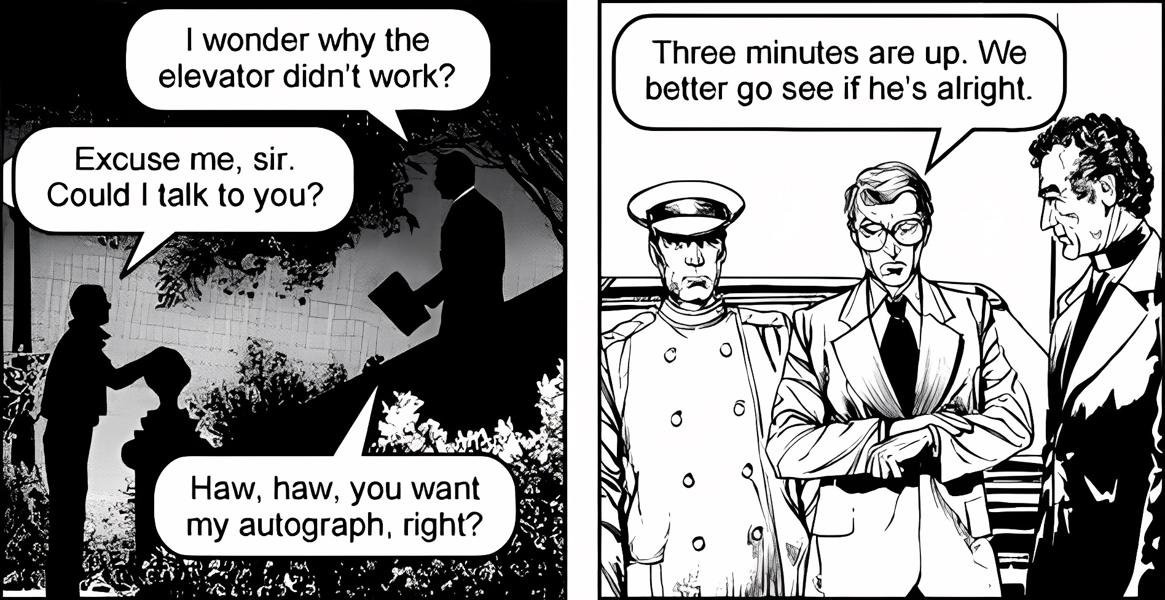 I wonder why the
elevator didn't work?
Excuse me, sir.
Could I talk to you?
Haw, haw, you want
my autograph, right?
Three minutes are up. We
better go see if he's alright.